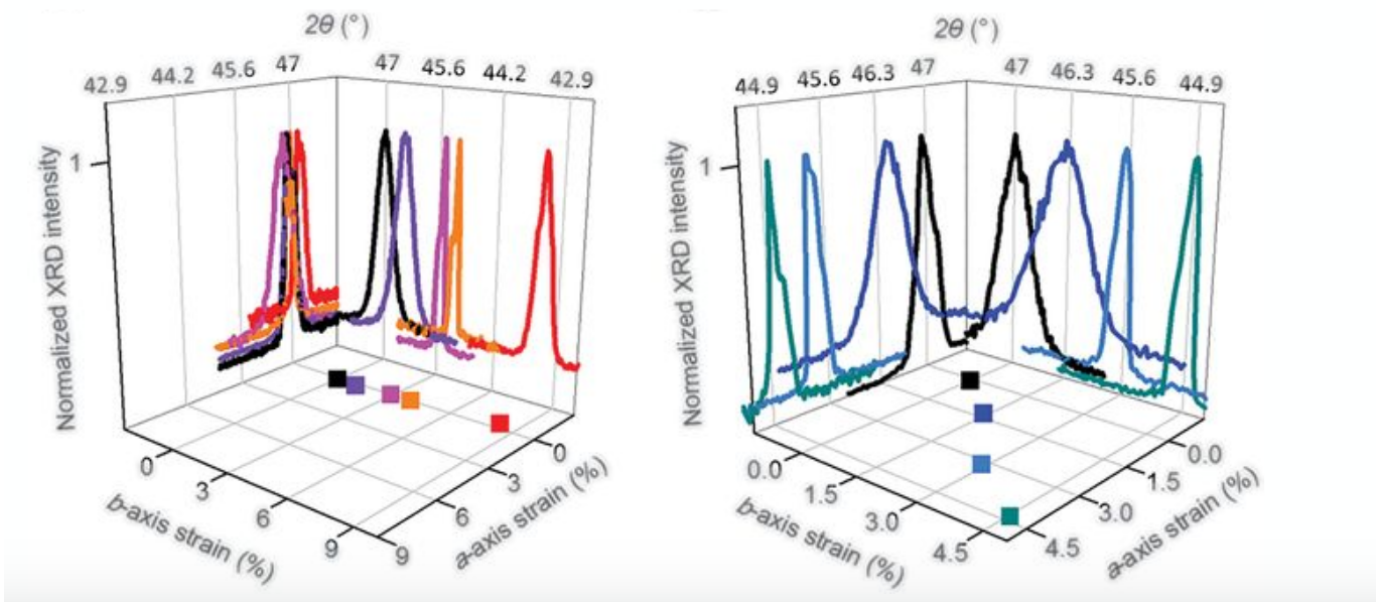 2θ (°)
42.9 44.2 45.6 47 47 45.6 44.2 42.9
Normalized XRD intensity
1
0
3
6
9
b-axis strain (%)
0
3
6
9
a-axis strain (%)
2θ (°)
44.9 45.6 46.3 47 47 46.3 45.6 44.9
Normalized XRD intensity
1
0.0
1.5
3.0
4.5
b-axis strain (%)
0.0
1.5
3.0
4.5
a-axis strain (%)